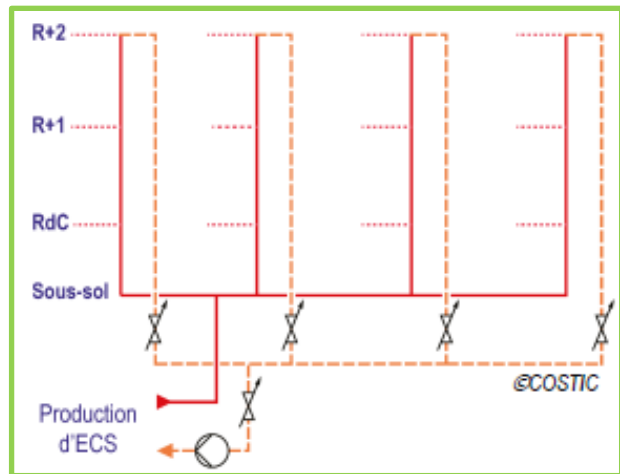 R+2
R+1
RdC
Sous-sol
©COSTIC
Production
d'ECS